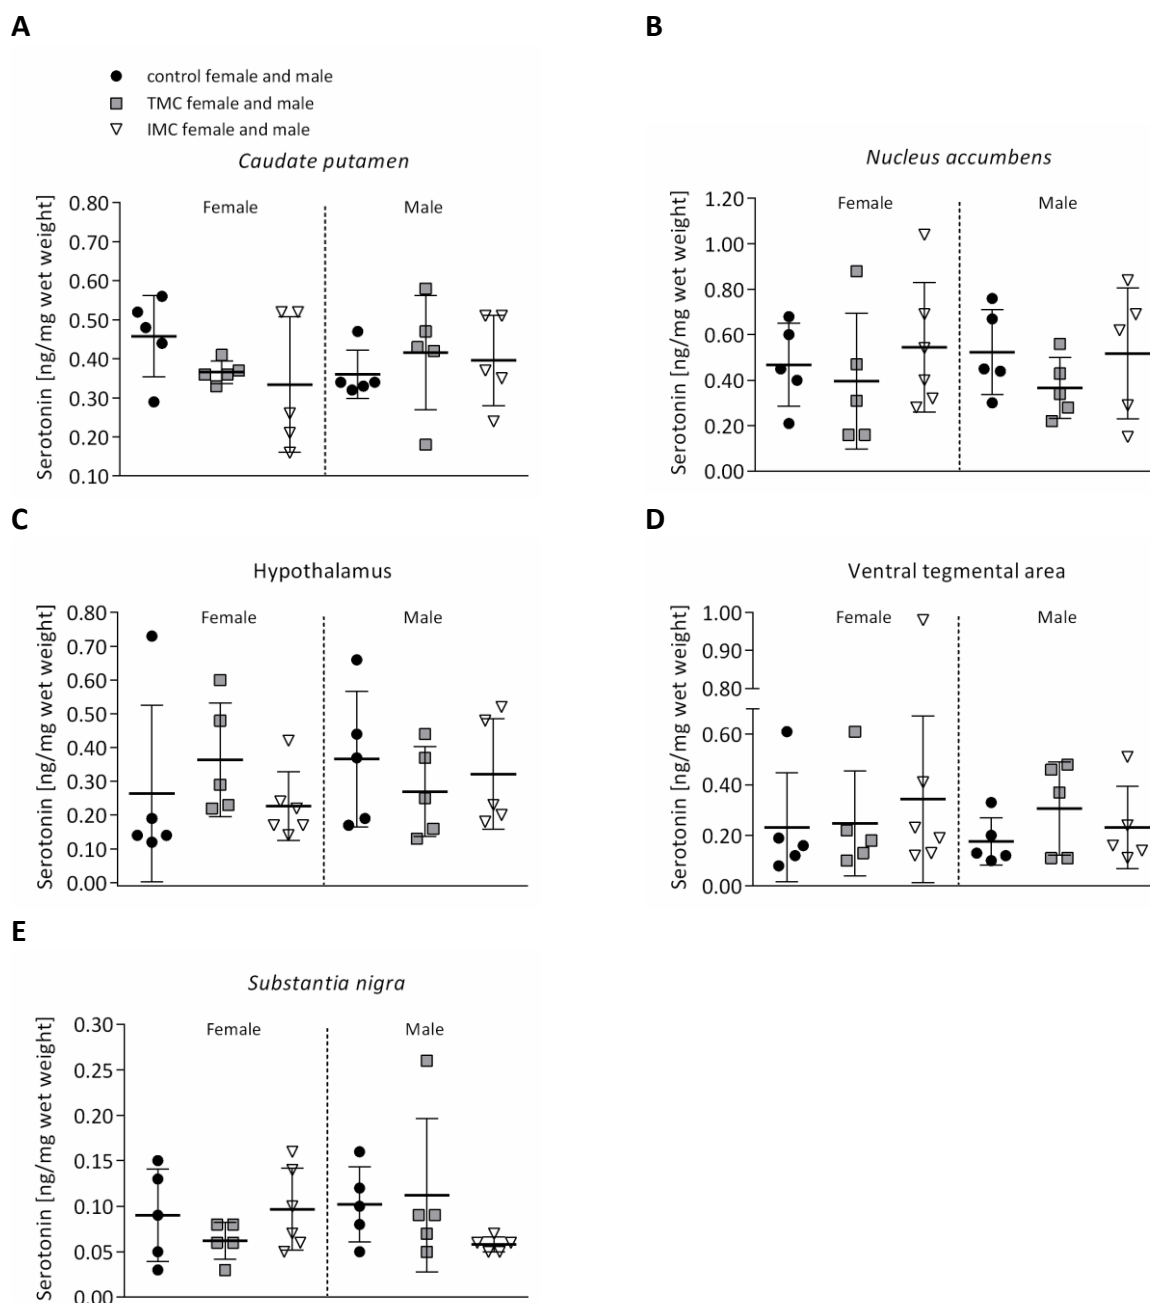 A
B
control female and male
TMC female and male
IMC female and male
Caudate putamen
Serotonin [ng/mg wet weight]
0.80
0.70
0.60
0.50
0.40
0.30
0.20
0.10
Female
Male
Nucleus accumbens
Serotonin [ng/mg wet weight]
1.20
1.00
0.80
0.60
0.40
0.20
0.00
Female
Male
C
D
Hypothalamus
Serotonin [ng/mg wet weight]
0.80
0.70
0.60
0.50
0.40
0.30
0.20
0.10
0.00
Female
Male
Ventral tegmental area
Serotonin [ng/mg wet weight]
1.00
0.90
0.80
0.60
0.40
0.20
0.00
Female
Male
E
Substantia nigra
Serotonin [ng/mg wet weight]
0.30
0.25
0.20
0.15
0.10
0.05
0.00
Female
Male